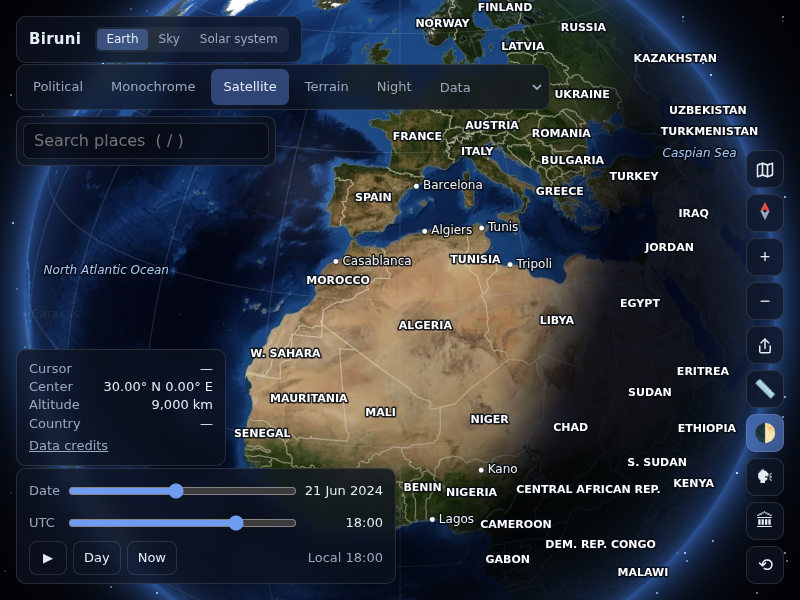 Biruni
Earth
Sky
Solar system
Political
Monochrome
Satellite
Terrain
Night
Data
Search places ( / )
FINLAND
NORWAY
RUSSIA
LATVIA
KAZAKHSTAN
UKRAINE
UZBEKISTAN
AUSTRIA
TURKMENISTAN
FRANCE
ROMANIA
ITALY
Caspian Sea
BULGARIA
TURKEY
Barcelona
GREECE
SPAIN
IRAQ
Algiers
Tunis
JORDAN
Casablanca
TUNISIA
Tripoli
North Atlantic Ocean
MOROCCO
EGYPT
Caracas
LIBYA
ALGERIA
W. SAHARA
ERITREA
SUDAN
MAURITANIA
MALI
NIGER
CHAD
ETHIOPIA
SENEGAL
S. SUDAN
Kano
KENYA
BENIN
NIGERIA
CENTRAL AFRICAN REP.
Lagos
CAMEROON
DEM. REP. CONGO
GABON
MALAWI
Cursor —
Center 30.00° N 0.00° E
Altitude 9,000 km
Country —
Data credits
Date 21 Jun 2024
UTC 18:00
Day
Now
Local 18:00